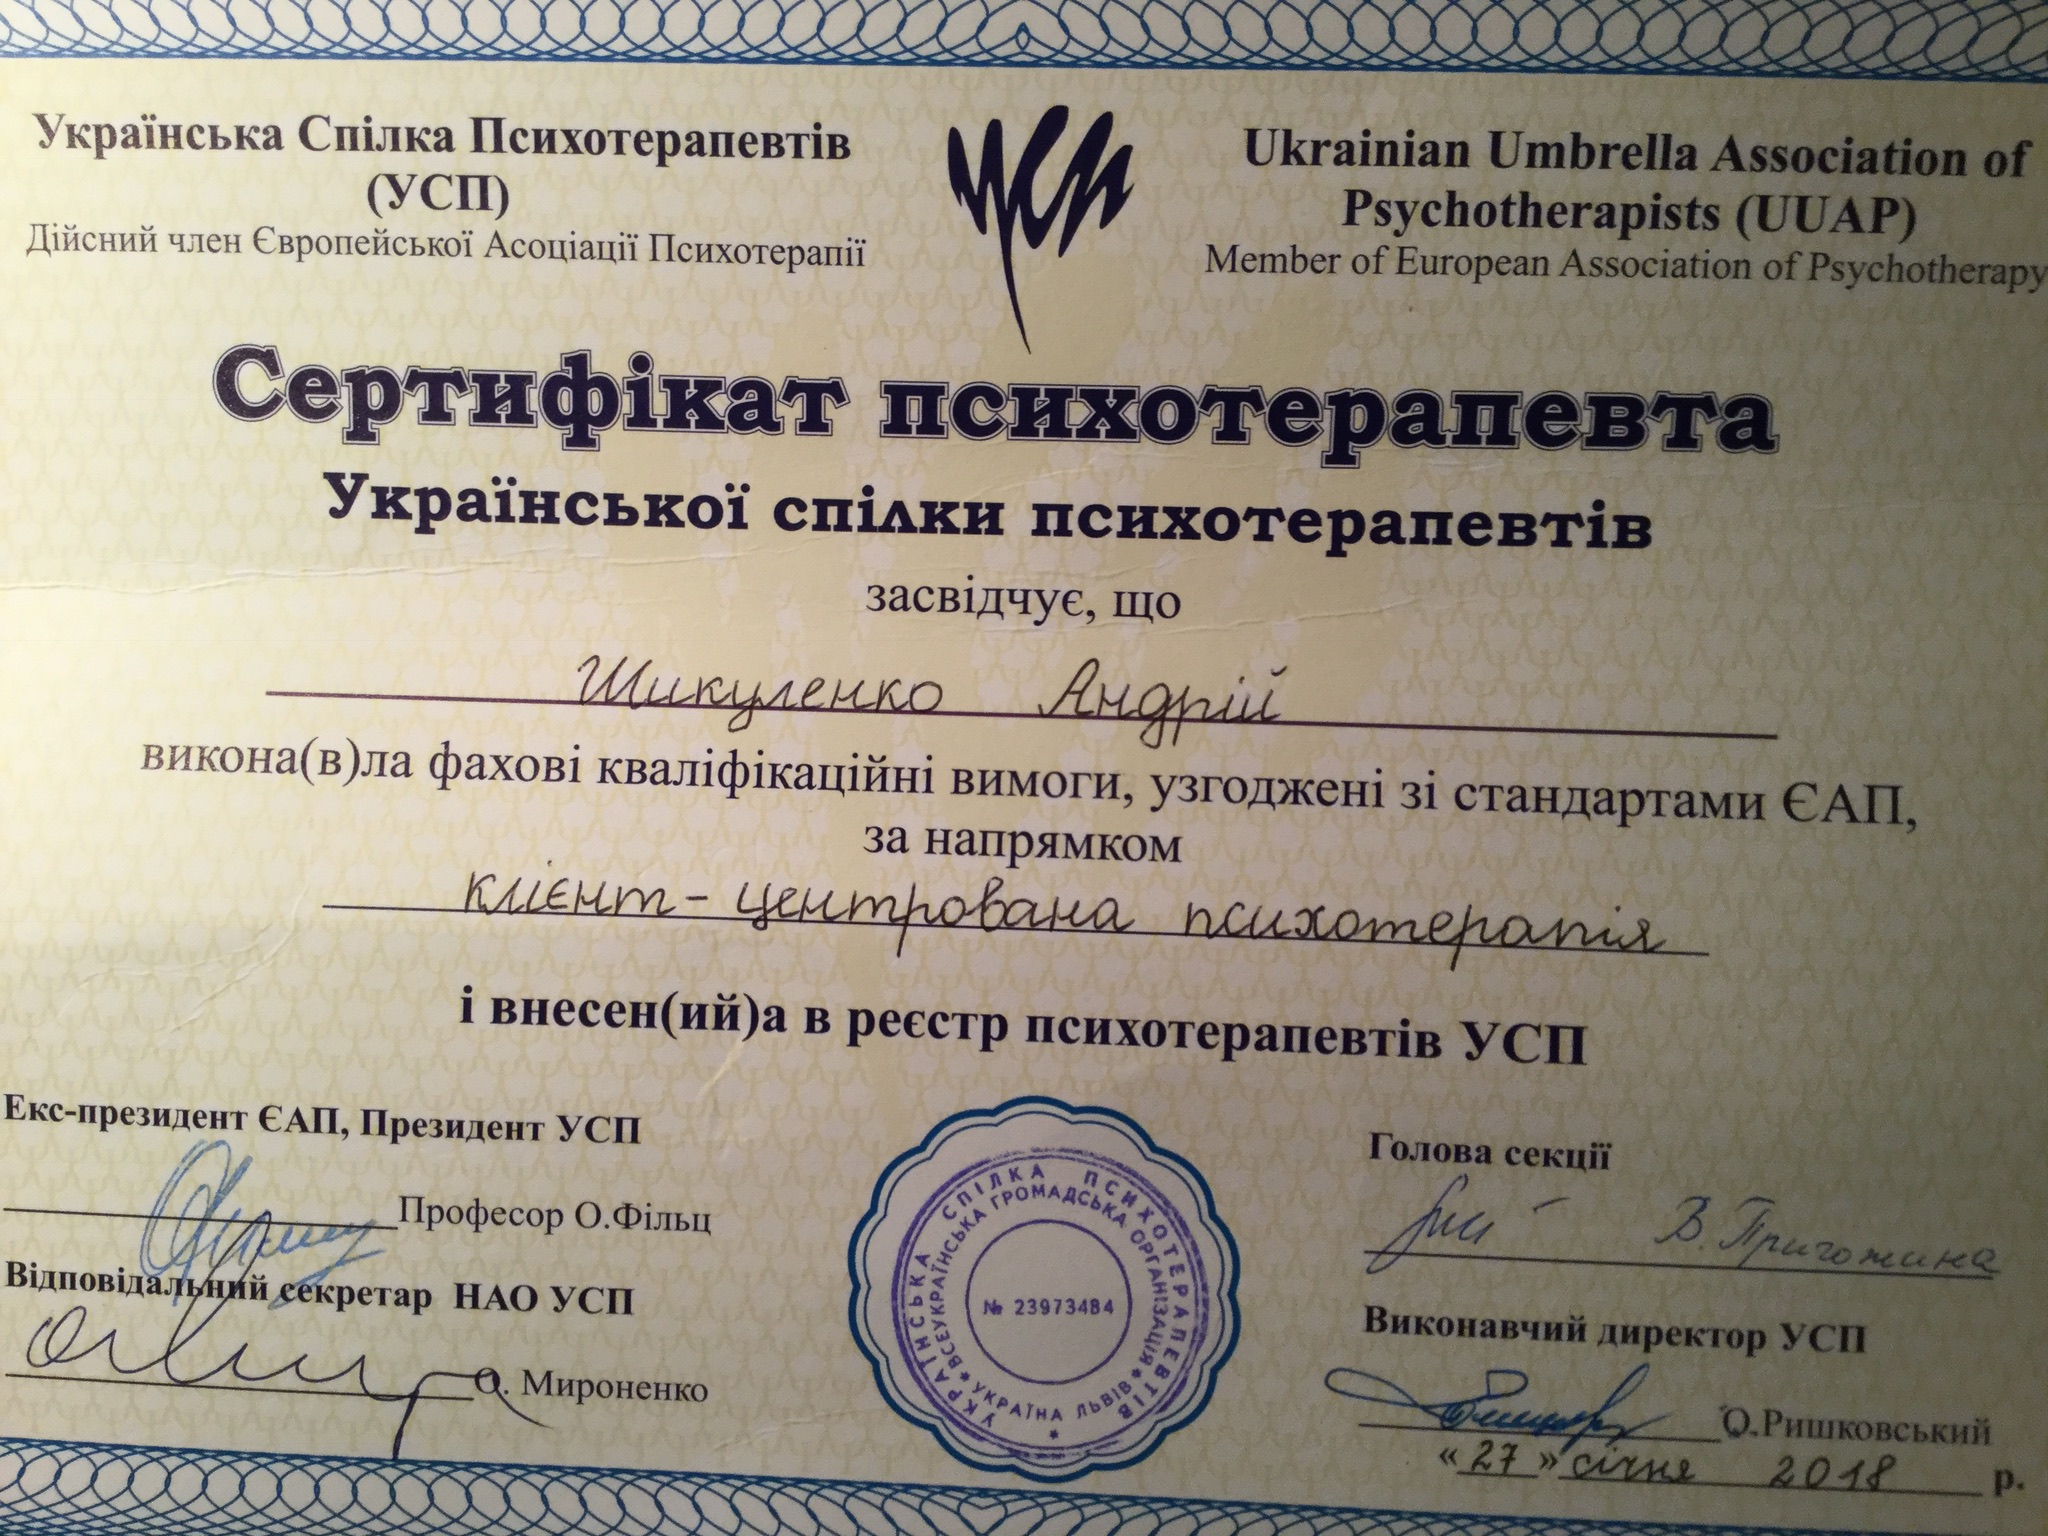 Українська Спілка Психотерапевтів
(УСП)
Дійсний член Європейської Асоціації Психотерапії
усп
Ukrainian Umbrella Association of
Psychotherapists (UUAP)
Member of European Association of Psychotherapy
Сертифікат психотерапевта
Української спілки психотерапевтів
засвідчує, що
Шикуленко Андрій
викона(в)ла фахові кваліфікаційні вимоги, узгоджені зі стандартами ЄАП,
за напрямком
клієнт-центрована психотерапія
і внесен(ий)а в реєстр психотерапевтів УСП
Екс-президент ЄАП, Президент УСП
Професор О.Фільц
Відповідальний секретар НАО УСП
О. Мироненко
УКРАЇНСЬКА СПІЛКА ПСИХОТЕРАПЕВТІВ
ВСЕУКРАЇНСЬКА ГРОМАДСЬКА ОРГАНІЗАЦІЯ
№ 23973484
* УКРАЇНА ЛЬВІВ *
Голова секції
В. Пригожина
Виконавчий директор УСП
О.Ришковський
«27» січня 2018 р.